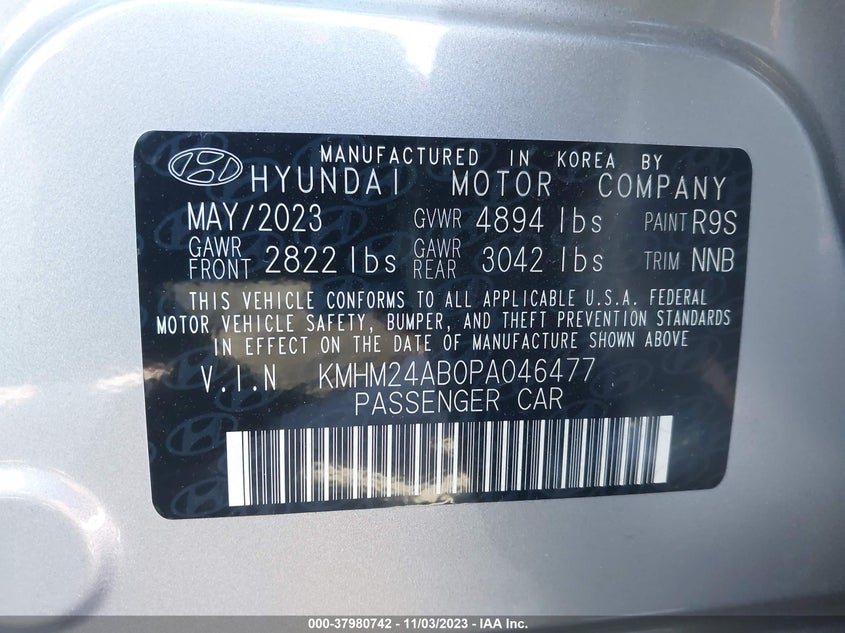 MANUFACTURED IN KOREA BY
HYUNDAI MOTOR COMPANY
MAY/2023 GVWR 4894 lbs PAINT R9S
GAWR FRONT 2822 lbs GAWR REAR 3042 lbs TRIM NNB
THIS VEHICLE CONFORMS TO ALL APPLICABLE U.S.A. FEDERAL
MOTOR VEHICLE SAFETY, BUMPER, AND THEFT PREVENTION STANDARDS
IN EFFECT ON THE DATE OF MANUFACTURE SHOWN ABOVE
V.I.N KMHM24AB0PA046477
PASSENGER CAR
000-37980742 - 11/03/2023 - IAA Inc.